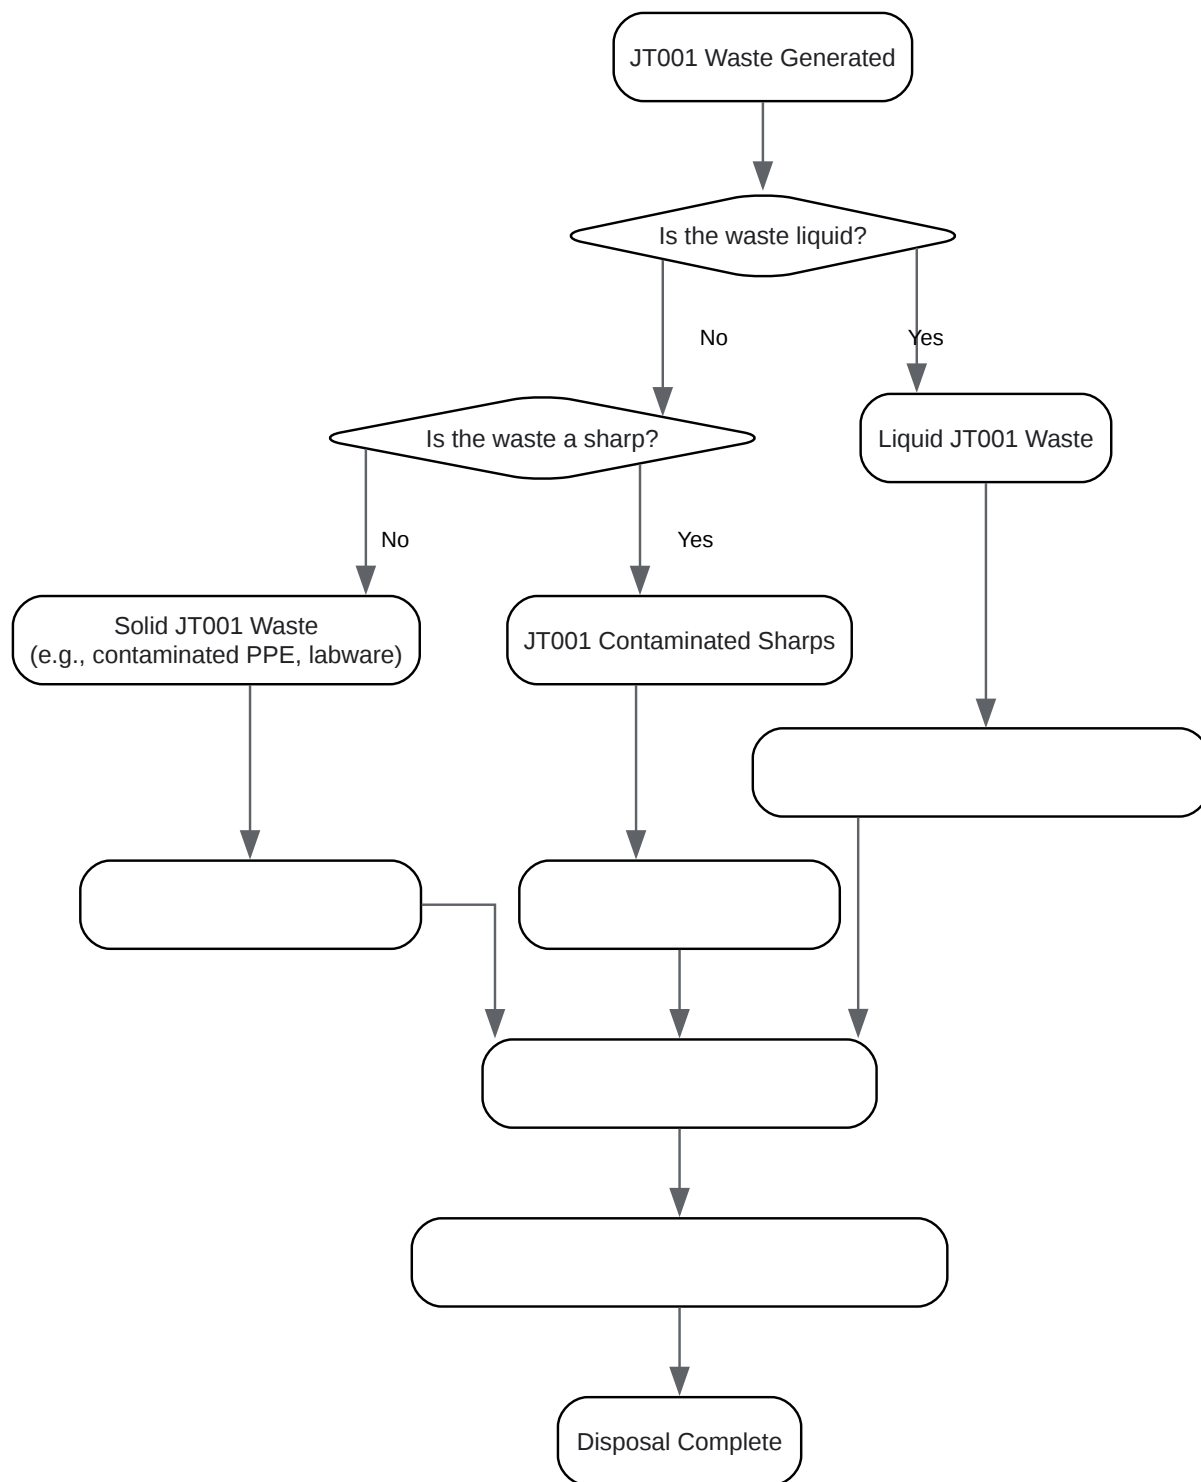 JT001 Waste Generated
Is the waste liquid?
No
Yes
Is the waste a sharp?
Liquid JT001 Waste
No
Yes
Solid JT001 Waste
(e.g., contaminated PPE, labware)
JT001 Contaminated Sharps
Disposal Complete